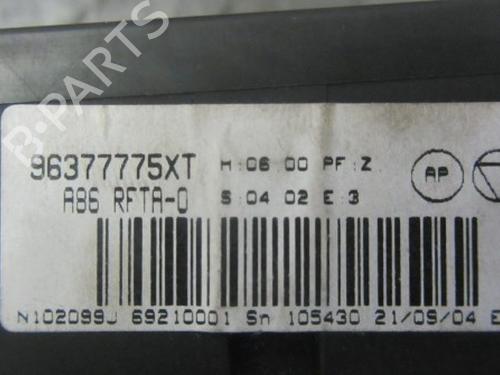 96377775XT H:06:00 PF:Z
A86 RFTA-0 S:04 02 E:3
AP
N102099J 69210001 Sn 105430 21/09/04 E
B-PARTS